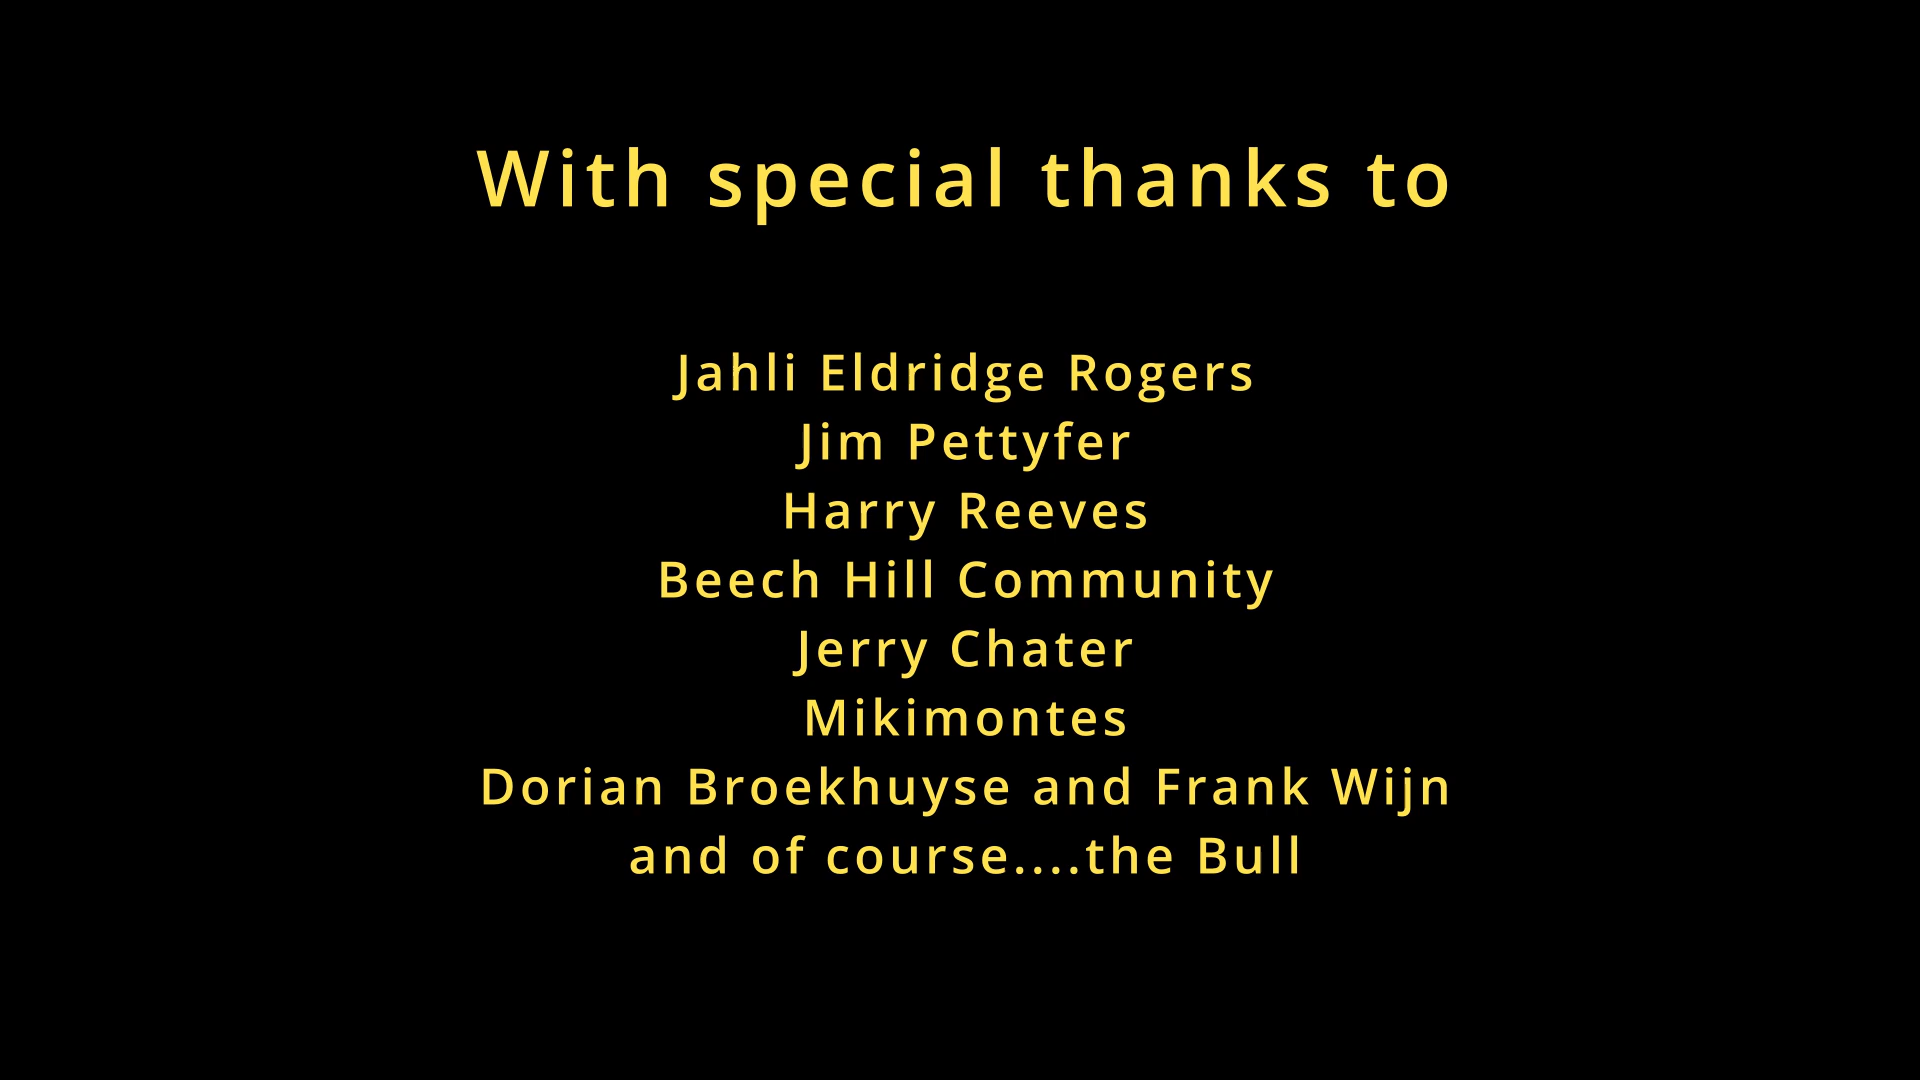 With special thanks to
Jahli Eldridge Rogers
Jim Pettyfer
Harry Reeves
Beech Hill Community
Jerry Chater
Mikimontes
Dorian Broekhuyse and Frank Wijn
and of course....the Bull